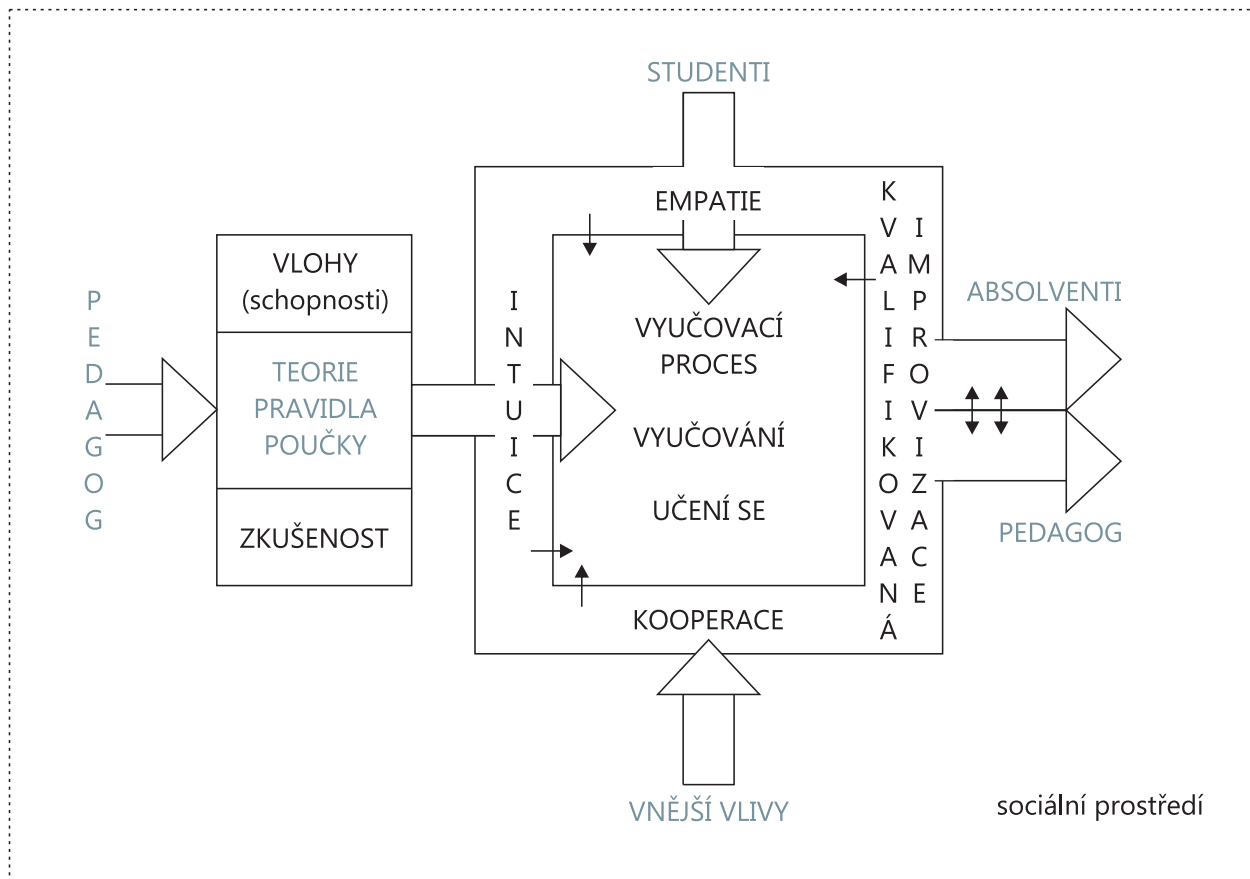 STUDENTI
EMPATIE
PEDAGOG
VLOHY
(schopnosti)
TEORIE
PRAVIDLA
POUČKY
ZKUŠENOST
INTUICE
VYUČOVACÍ
PROCES
VYUČOVÁNÍ
UČENÍ SE
KOOPERACE
KVALIFIKOVANÁ
IMPROVIZACE
ABSOLVENTI
PEDAGOG
VNĚJŠÍ VLIVY
sociální prostředí